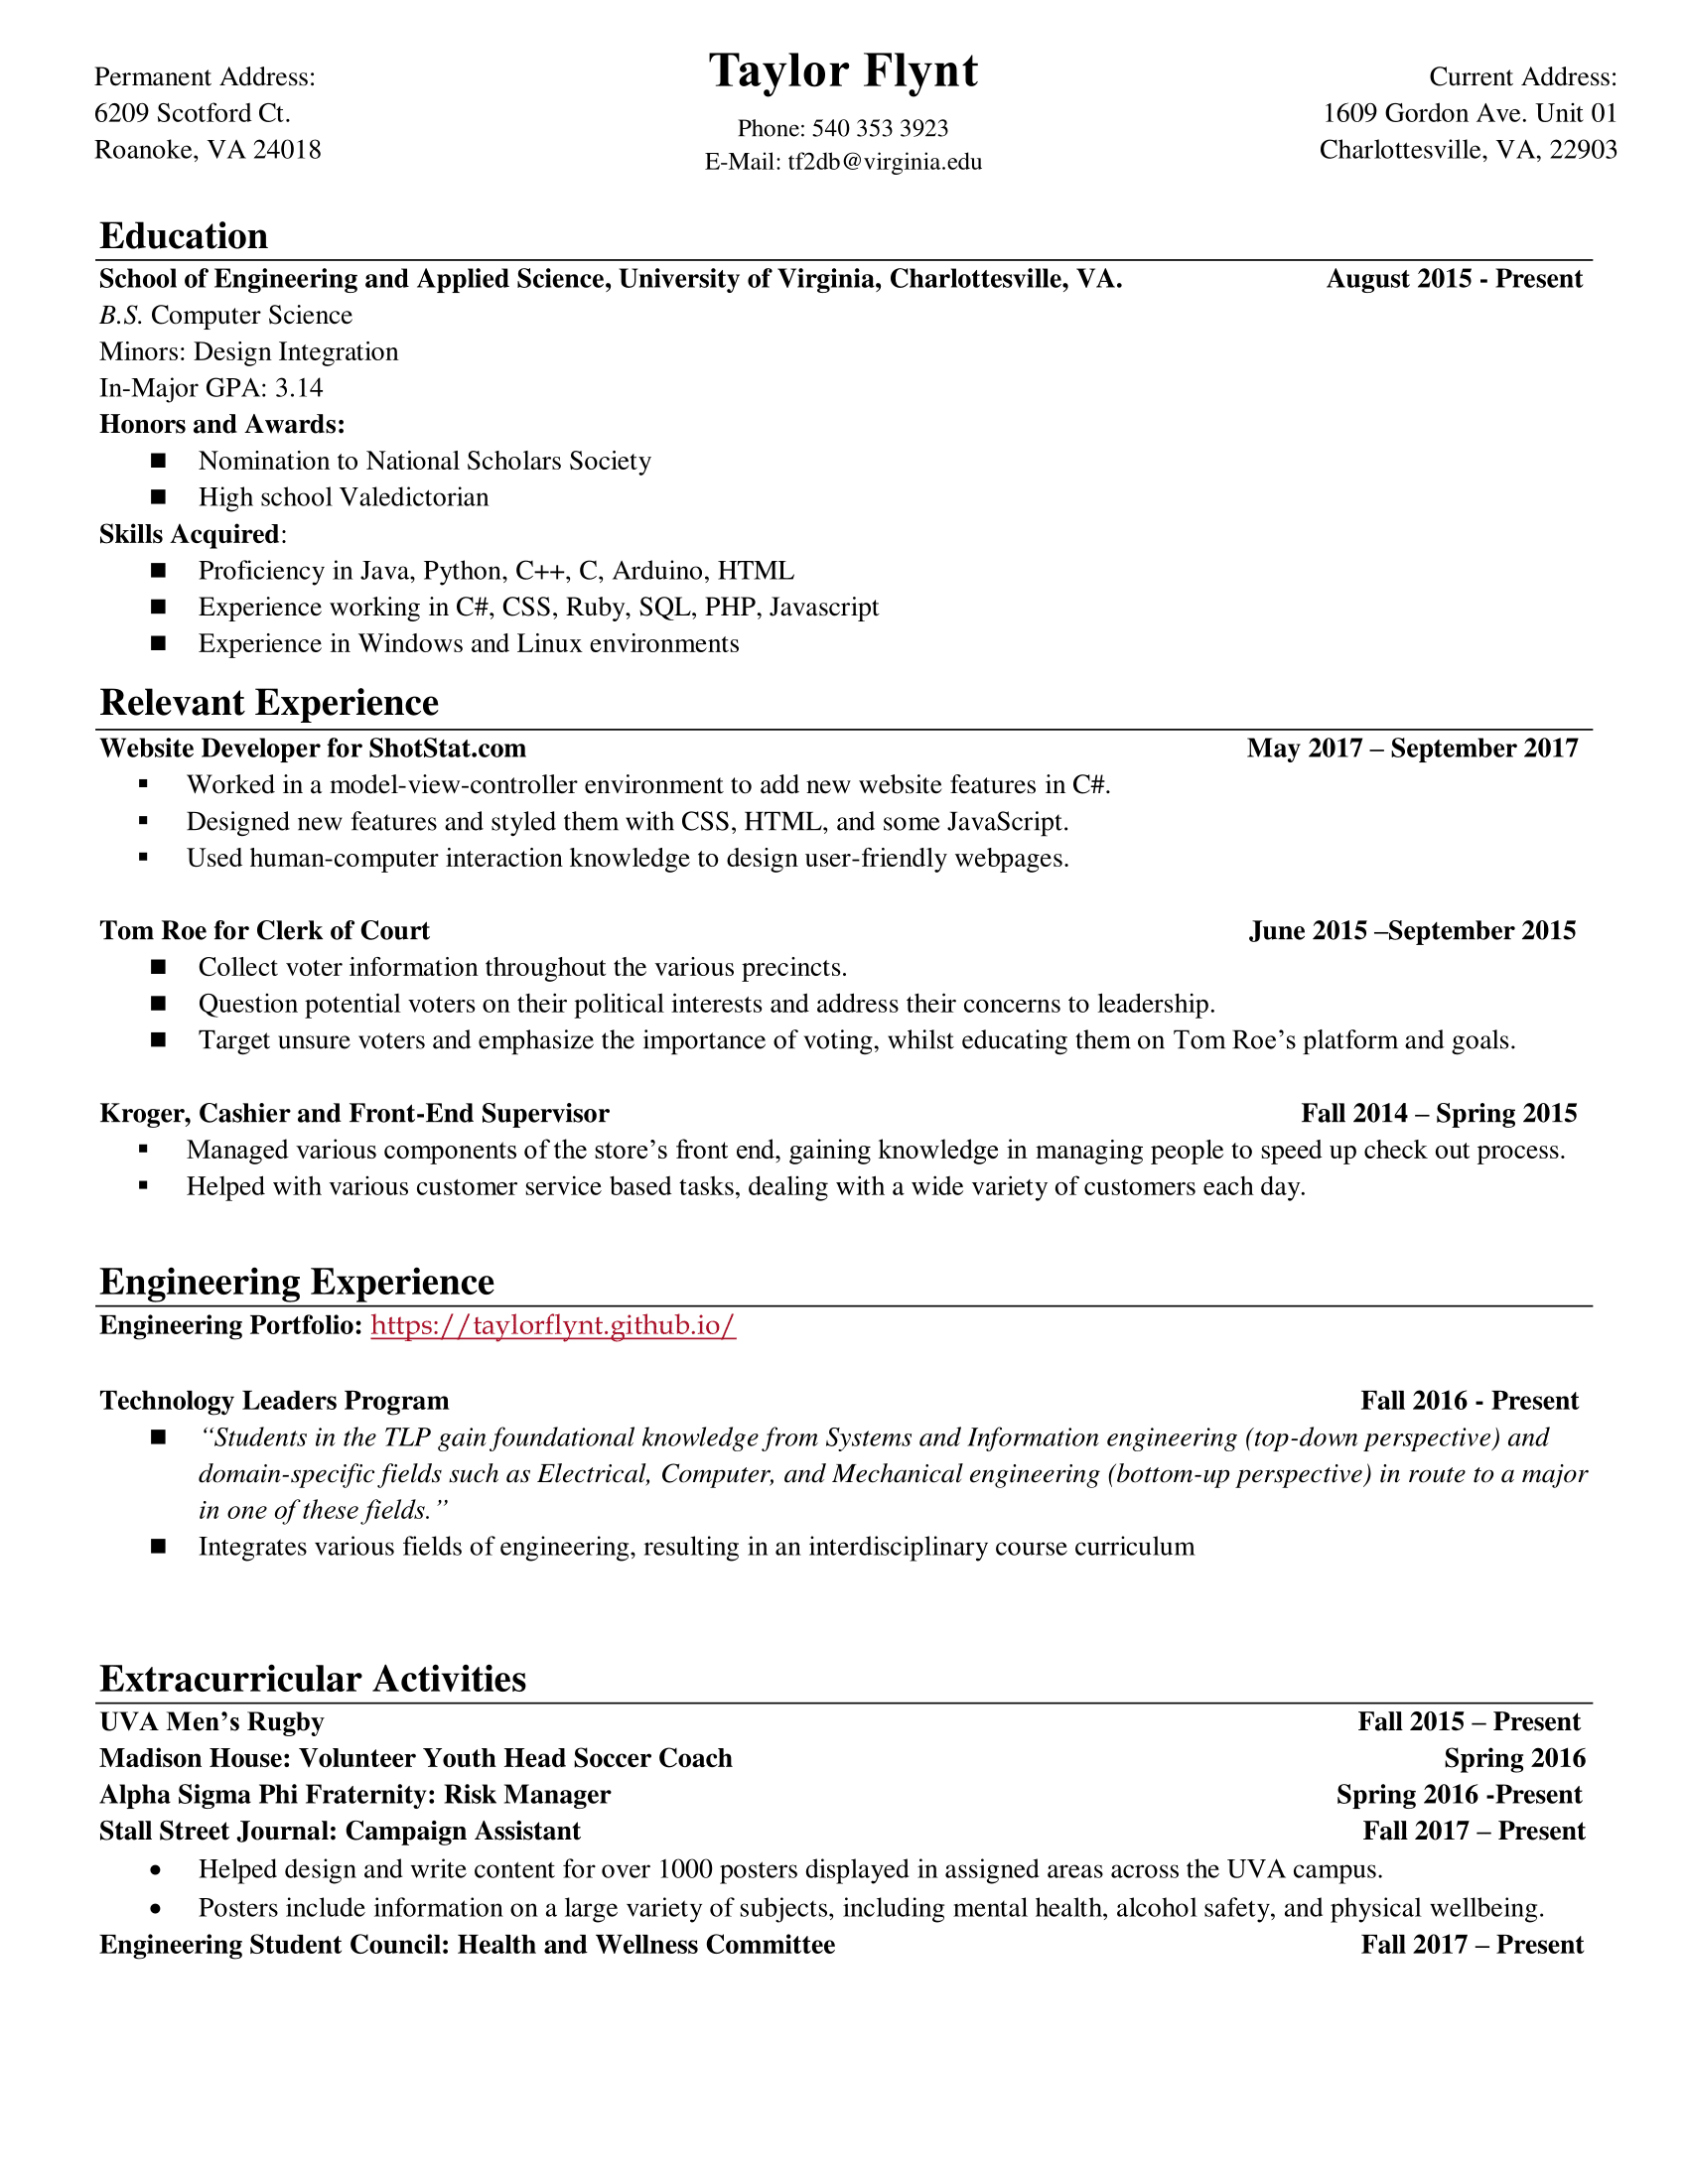 Taylor Flynt
Permanent Address:
6209 Scotford Ct.
Roanoke, VA 24018
Phone: 540 353 3923
E-Mail: tf2db@virginia.edu
Current Address:
1609 Gordon Ave. Unit 01
Charlottesville, VA, 22903
Education
School of Engineering and Applied Science, University of Virginia, Charlottesville, VA. August 2015 - Present
B.S. Computer Science
Minors: Design Integration
In-Major GPA: 3.14
Honors and Awards:
■ Nomination to National Scholars Society
■ High school Valedictorian
Skills Acquired:
■ Proficiency in Java, Python, C++, C, Arduino, HTML
■ Experience working in C#, CSS, Ruby, SQL, PHP, Javascript
■ Experience in Windows and Linux environments
Relevant Experience
Website Developer for ShotStat.com May 2017 – September 2017
▪ Worked in a model-view-controller environment to add new website features in C#.
▪ Designed new features and styled them with CSS, HTML, and some JavaScript.
▪ Used human-computer interaction knowledge to design user-friendly webpages.
Tom Roe for Clerk of Court June 2015 –September 2015
■ Collect voter information throughout the various precincts.
■ Question potential voters on their political interests and address their concerns to leadership.
■ Target unsure voters and emphasize the importance of voting, whilst educating them on Tom Roe’s platform and goals.
Kroger, Cashier and Front-End Supervisor Fall 2014 – Spring 2015
▪ Managed various components of the store’s front end, gaining knowledge in managing people to speed up check out process.
▪ Helped with various customer service based tasks, dealing with a wide variety of customers each day.
Engineering Experience
Engineering Portfolio: https://taylorflynt.github.io/
Technology Leaders Program Fall 2016 - Present
■ “Students in the TLP gain foundational knowledge from Systems and Information engineering (top-down perspective) and
domain-specific fields such as Electrical, Computer, and Mechanical engineering (bottom-up perspective) in route to a major
in one of these fields.”
■ Integrates various fields of engineering, resulting in an interdisciplinary course curriculum
Extracurricular Activities
UVA Men’s Rugby Fall 2015 – Present
Madison House: Volunteer Youth Head Soccer Coach Spring 2016
Alpha Sigma Phi Fraternity: Risk Manager Spring 2016 -Present
Stall Street Journal: Campaign Assistant Fall 2017 – Present
• Helped design and write content for over 1000 posters displayed in assigned areas across the UVA campus.
• Posters include information on a large variety of subjects, including mental health, alcohol safety, and physical wellbeing.
Engineering Student Council: Health and Wellness Committee Fall 2017 – Present